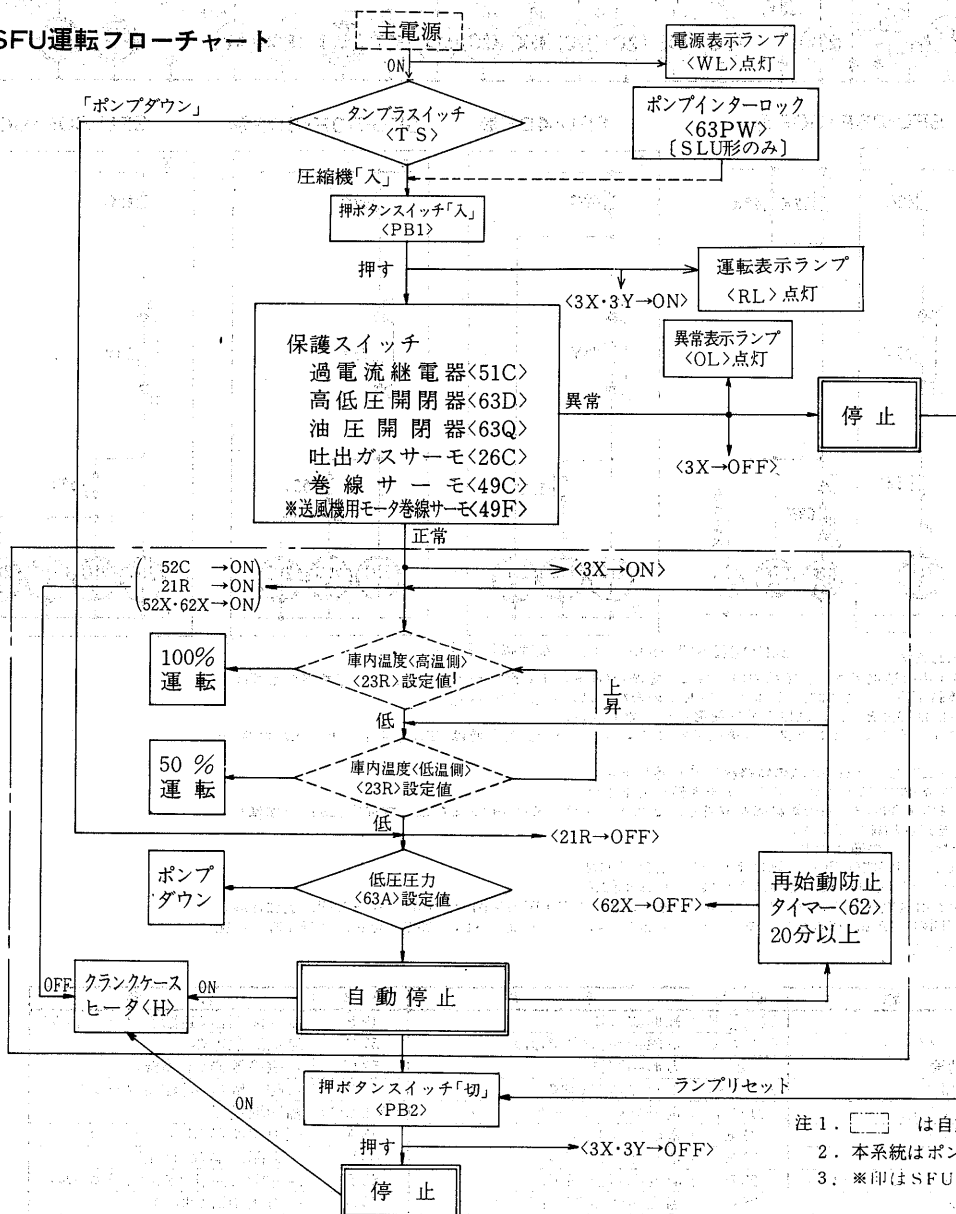 SFU運転フローチャート
主電源
ON
電源表示ランプ
<WL>点灯
「ポンプダウン」
タンブラスイッチ
<TS>
ポンプインターロック
<63PW>
〔SLU形のみ〕
圧縮機「入」
押ボタンスイッチ「入」
<PB1>
押す
運転表示ランプ
<RL>点灯
<3X・3Y→ON>
保護スイッチ
過電流継電器<51C>
高低圧開閉器<63D>
油圧開閉器<63Q>
吐出ガスサーモ<26C>
巻線サーモ<49C>
※送風機用モータ巻線サーモ<49F>
異常表示ランプ
<OL>点灯
異常
停止
<3X→OFF>
正常
52C →ON
21R →ON
52X・62X→ON
<3X→ON>
100%
運転
庫内温度<高温側>
<23R>設定値
上昇
低
50%
運転
庫内温度<低温側>
<23R>設定値
低
<21R→OFF>
ポンプ
ダウン
低圧圧力
<63A>設定値
<62X→OFF>
再始動防止
タイマー<62>
20分以上
OFF
クランクケース
ヒータ<H>
ON
自動停止
ON
押ボタンスイッチ「切」
<PB2>
ランプリセット
押す
<3X・3Y→OFF>
停止
注1. は自
2. 本系統はポン
3. ※印はSFU